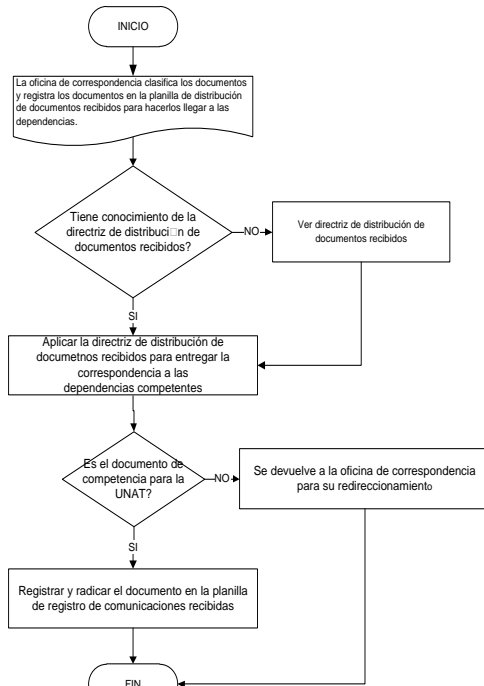 INICIO
La oficina de correspondencia clasifica los documentos
y registra los documentos en la planilla de distribución
de documentos recibidos para hacerlos llegar a las
dependencias.
Tiene conocimiento de la
directriz de distribuci□n de
documentos recibidos?
NO
Ver directriz de distribución de
documentos recibidos
SI
Aplicar la directriz de distribución de
documetnos recibidos para entregar la
correspondencia a las
dependencias competentes
Es el documento de
competencia para la
UNAT?
NO
Se devuelve a la oficina de correspondencia
para su redireccionamiento
SI
Registrar y radicar el documento en la planilla
de registro de comunicaciones recibidas
FIN